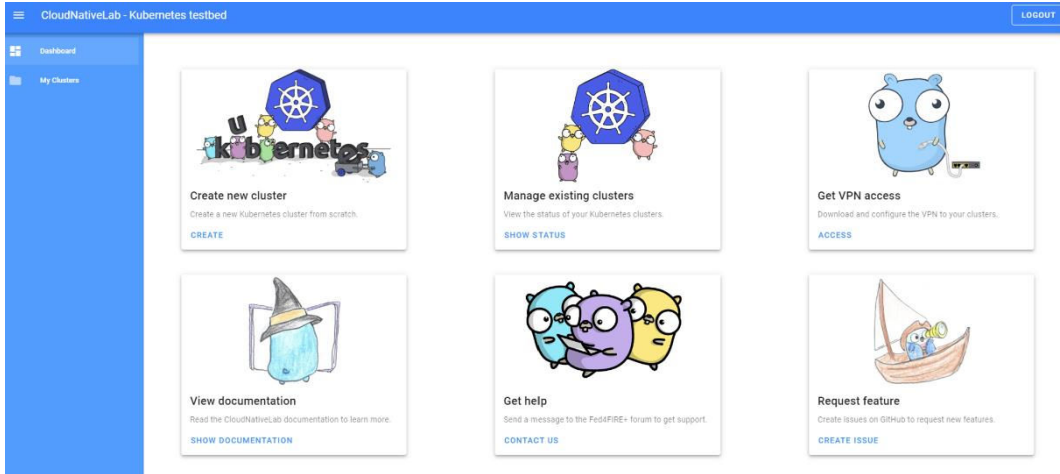 CloudNativeLab - Kubernetes testbed
LOGOUT
Dashboard
My Clusters
kubernetes
Create new cluster
Create a new Kubernetes cluster from scratch.
CREATE
Manage existing clusters
View the status of your Kubernetes clusters.
SHOW STATUS
Get VPN access
Download and configure the VPN to your clusters.
ACCESS
View documentation
Read the CloudNativeLab documentation to learn more.
SHOW DOCUMENTATION
Get help
Send a message to the Fed4FIRE+ forum to get support.
CONTACT US
Request feature
Create issues on GitHub to request new features.
CREATE ISSUE